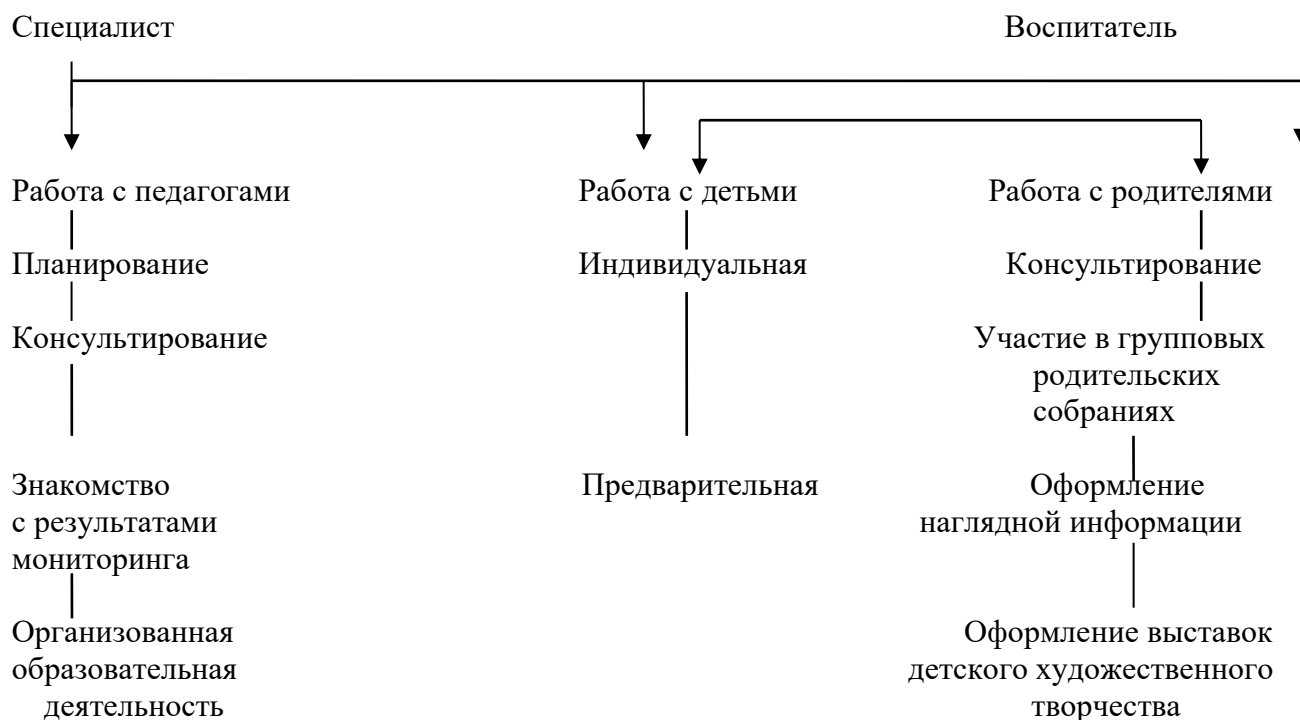 Специалист
Воспитатель
Работа с педагогами
Работа с детьми
Работа с родителями
Планирование
Индивидуальная
Консультирование
Консультирование
Участие в групповых
родительских
собраниях
Знакомство
с результатами
мониторинга
Предварительная
Оформление
наглядной информации
Организованная
образовательная
деятельность
Оформление выставок
детского художественного
творчества